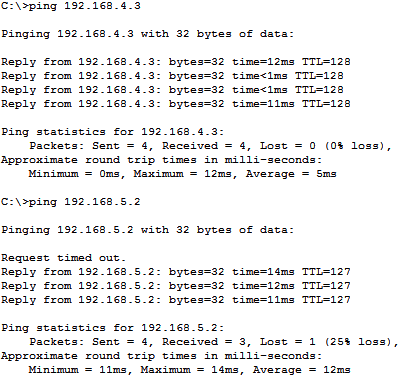 C:\>ping 192.168.4.3
Pinging 192.168.4.3 with 32 bytes of data:
Reply from 192.168.4.3: bytes=32 time=12ms TTL=128
Reply from 192.168.4.3: bytes=32 time<1ms TTL=128
Reply from 192.168.4.3: bytes=32 time<1ms TTL=128
Reply from 192.168.4.3: bytes=32 time=11ms TTL=128
Ping statistics for 192.168.4.3:
Packets: Sent = 4, Received = 4, Lost = 0 (0% loss),
Approximate round trip times in milli-seconds:
Minimum = 0ms, Maximum = 12ms, Average = 5ms
C:\>ping 192.168.5.2
Pinging 192.168.5.2 with 32 bytes of data:
Request timed out.
Reply from 192.168.5.2: bytes=32 time=14ms TTL=127
Reply from 192.168.5.2: bytes=32 time=12ms TTL=127
Reply from 192.168.5.2: bytes=32 time=11ms TTL=127
Ping statistics for 192.168.5.2:
Packets: Sent = 4, Received = 3, Lost = 1 (25% loss),
Approximate round trip times in milli-seconds:
Minimum = 11ms, Maximum = 14ms, Average = 12ms